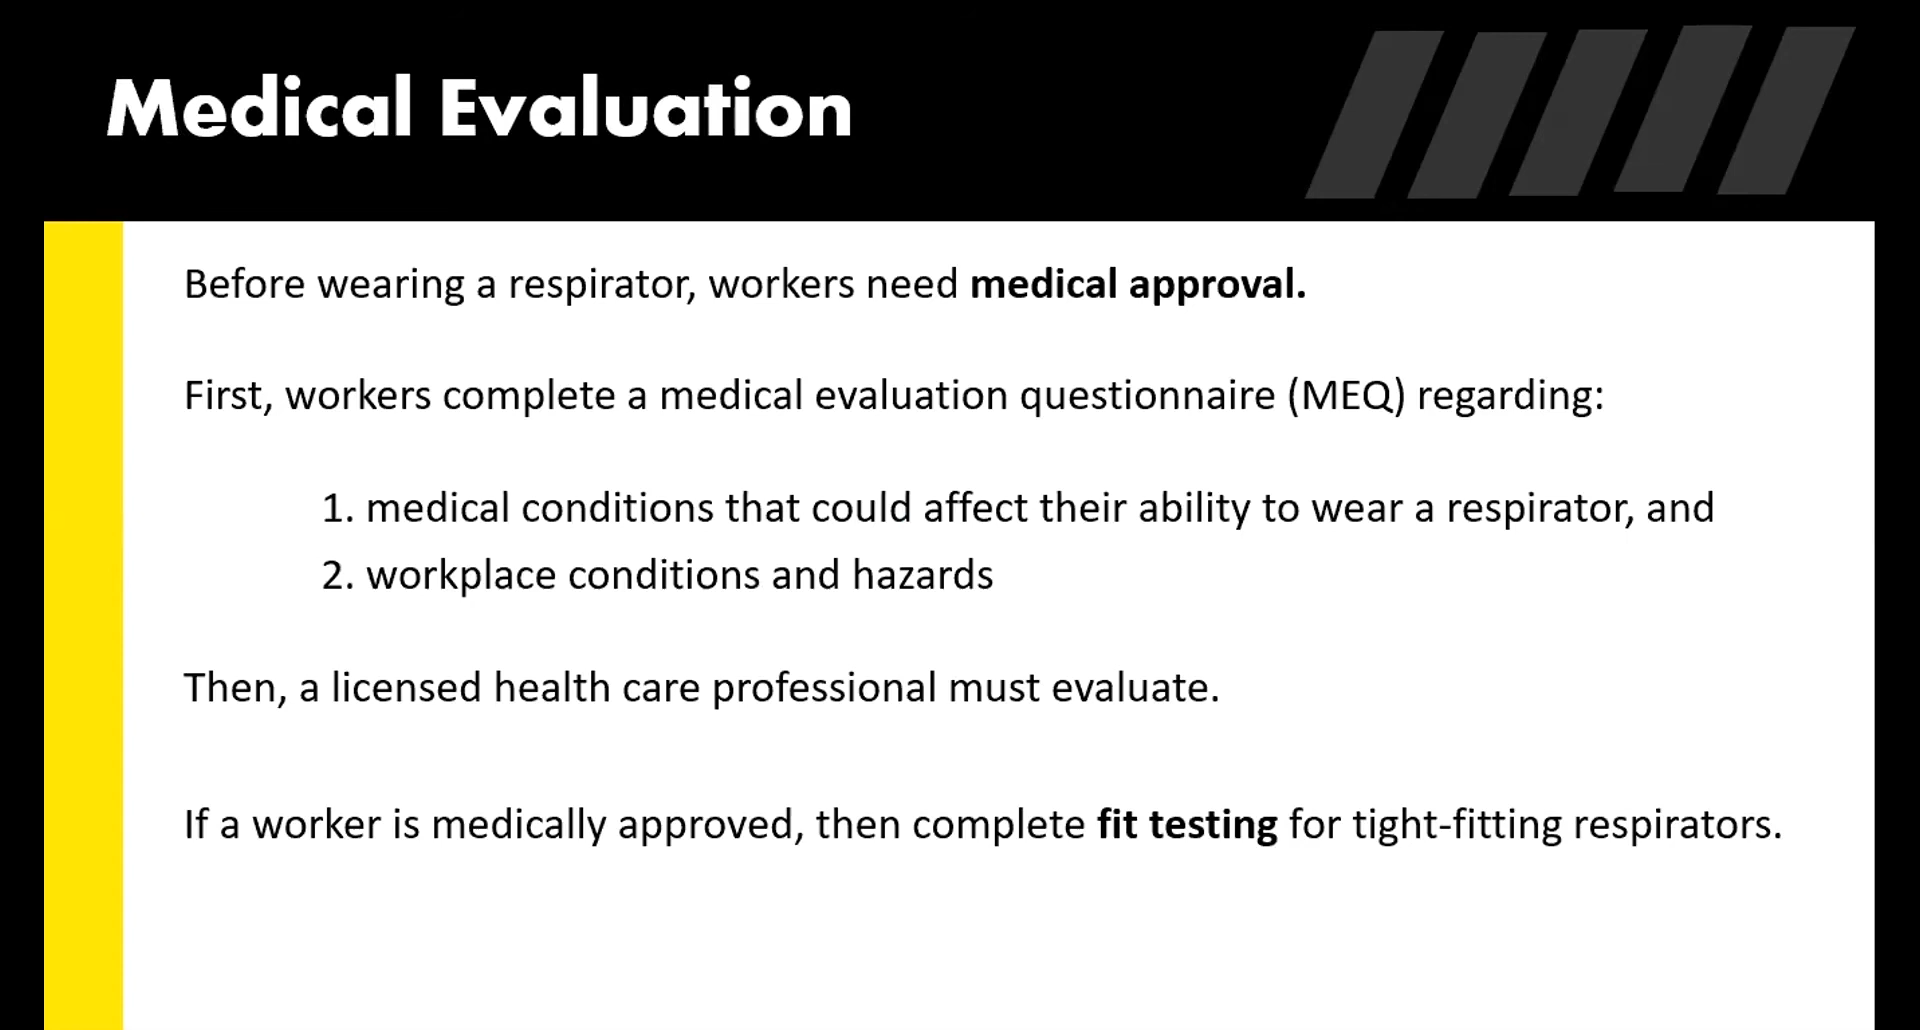 Medical Evaluation
Before wearing a respirator, workers need medical approval.
First, workers complete a medical evaluation questionnaire (MEQ) regarding:
1. medical conditions that could affect their ability to wear a respirator, and
2. workplace conditions and hazards
Then, a licensed health care professional must evaluate.
If a worker is medically approved, then complete fit testing for tight-fitting respirators.